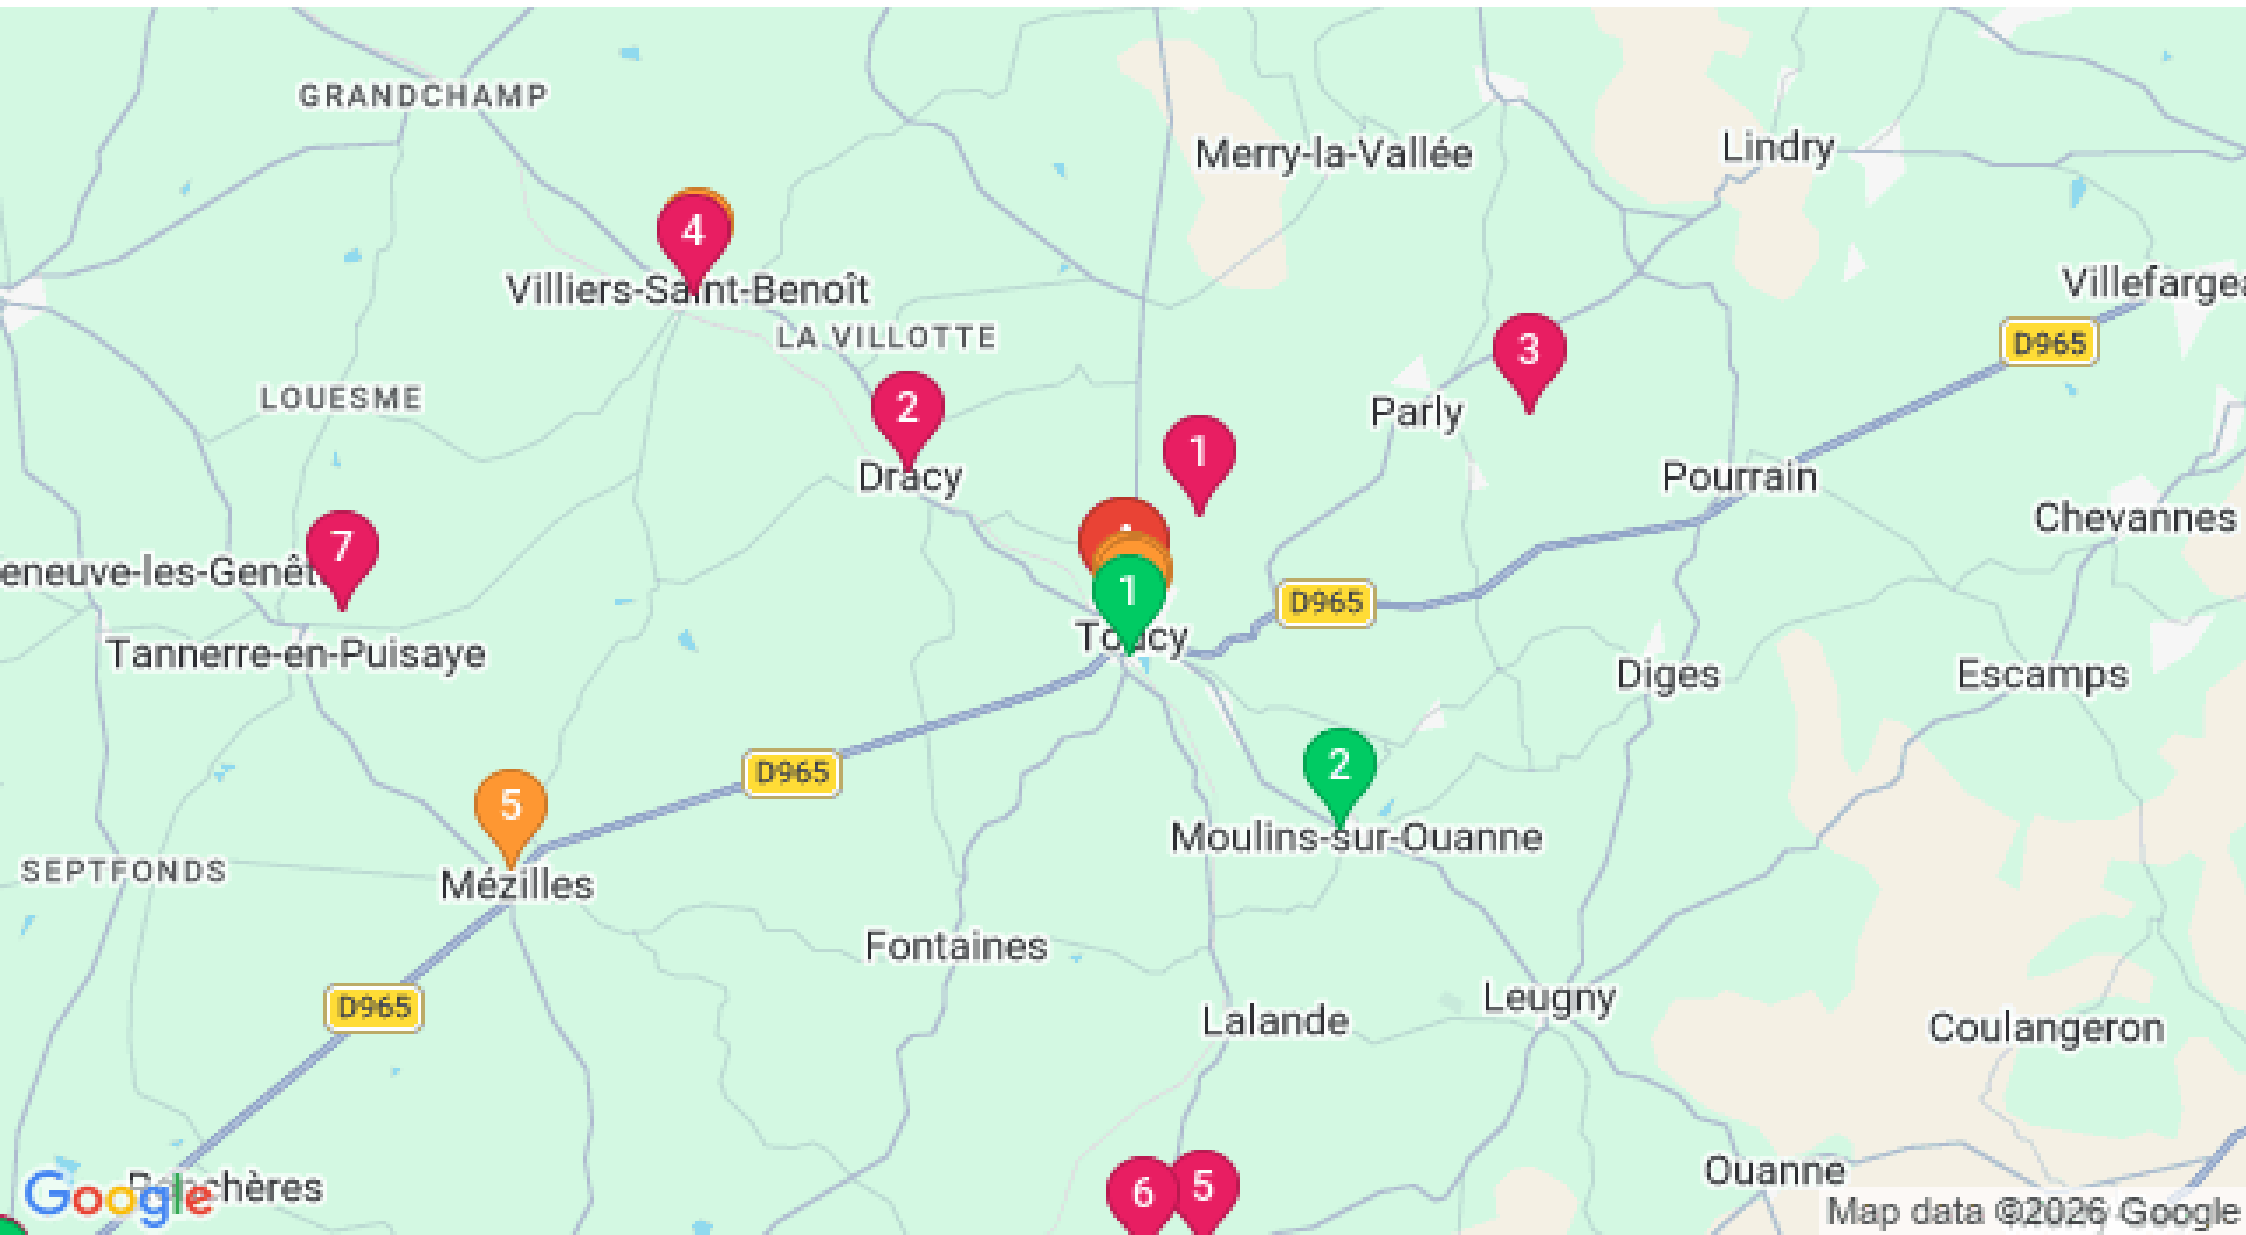 GRANDCHAMP
Merry-la-Vallée
Lindry
4
Villiers-Saint-Benoît
Villefargea
LA VILLOTTE
D965
3
LOUESME
2
Parly
1
Dracy
Pourrain
7
Chevannes
eneuve-les-Genêt
1
D965
Toucy
Tannerre-en-Puisaye
Diges
Escamps
2
D965
5
Moulins-sur-Ouanne
SEPTFONDS
Mézilles
Fontaines
Leugny
D965
Lalande
Coulangeron
Ouanne
6
5
Google
Map data ©2026 Google